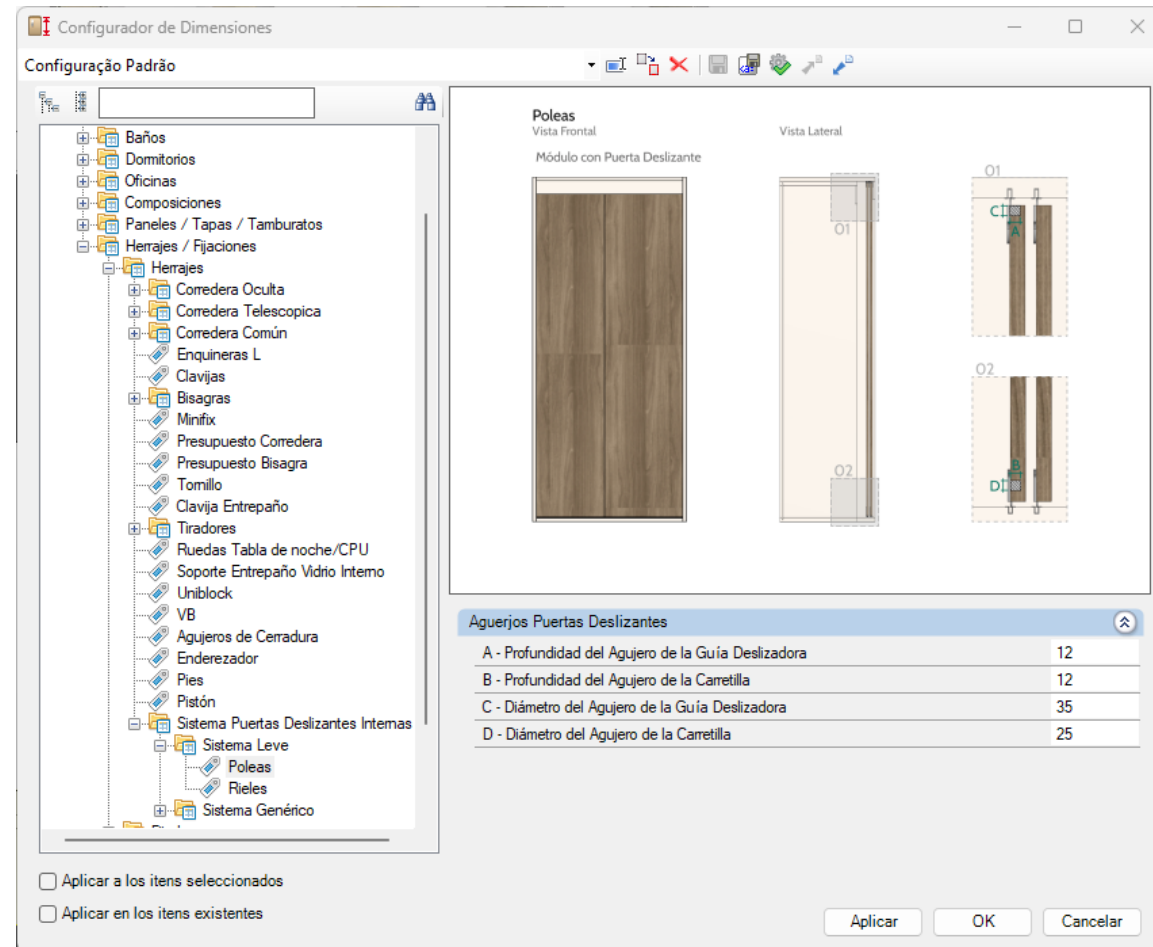 Configurador de Dimensiones
Configuração Padrão
Baños
Dormitorios
Oficinas
Composiciones
Paneles / Tapas / Tamburatos
Herrajes / Fijaciones
Herrajes
Corredera Oculta
Corredera Telescopica
Corredera Común
Enquineras L
Clavijas
Bisagras
Minifix
Presupuesto Corredera
Presupuesto Bisagra
Tornillo
Clavija Entrepaño
Tiradores
Ruedas Tabla de noche/CPU
Soporte Entrepaño Vidrio Interno
Uniblock
VB
Agujeros de Cerradura
Enderezador
Pies
Pistón
Sistema Puertas Deslizantes Internas
Sistema Leve
Poleas
Rieles
Sistema Genérico
Poleas
Vista Frontal
Vista Lateral
Módulo con Puerta Deslizante
O1
O1
C
A
O2
O2
B
D
Aguerjos Puertas Deslizantes
A - Profundidad del Agujero de la Guía Deslizadora 12
B - Profundidad del Agujero de la Carretilla 12
C - Diámetro del Agujero de la Guía Deslizadora 35
D - Diámetro del Agujero de la Carretilla 25
Aplicar a los itens seleccionados
Aplicar en los itens existentes
Aplicar OK Cancelar